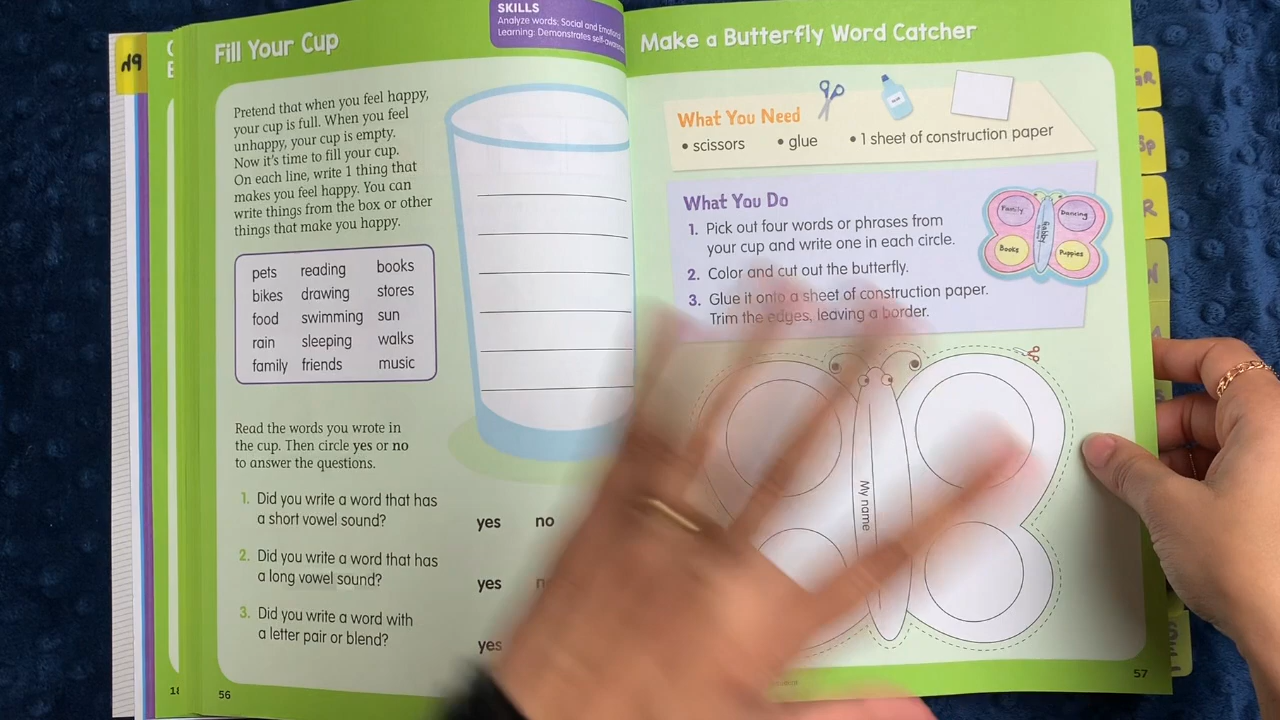 Fill Your Cup
SKILLS
Analyze words; Social and Emotional
Learning: Demonstrates self-awareness
Pretend that when you feel happy,
your cup is full. When you feel
unhappy, your cup is empty.
Now it's time to fill your cup.
On each line, write 1 thing that
makes you feel happy. You can
write things from the box or other
things that make you happy.
pets reading books
bikes drawing stores
food swimming sun
rain sleeping walks
family friends music
Read the words you wrote in
the cup. Then circle yes or no
to answer the questions.
1. Did you write a word that has
a short vowel sound?
yes no
2. Did you write a word that has
a long vowel sound?
yes
3. Did you write a word with
a letter pair or blend?
yes
56
Make a Butterfly Word Catcher
What You Need
• scissors • glue • 1 sheet of construction paper
What You Do
1. Pick out four words or phrases from
your cup and write one in each circle.
2. Color and cut out the butterfly.
3. Glue it onto a sheet of construction paper.
Trim the edges, leaving a border.
Family
Dancing
Books
Puppies
My name
57
GR
Sp
R